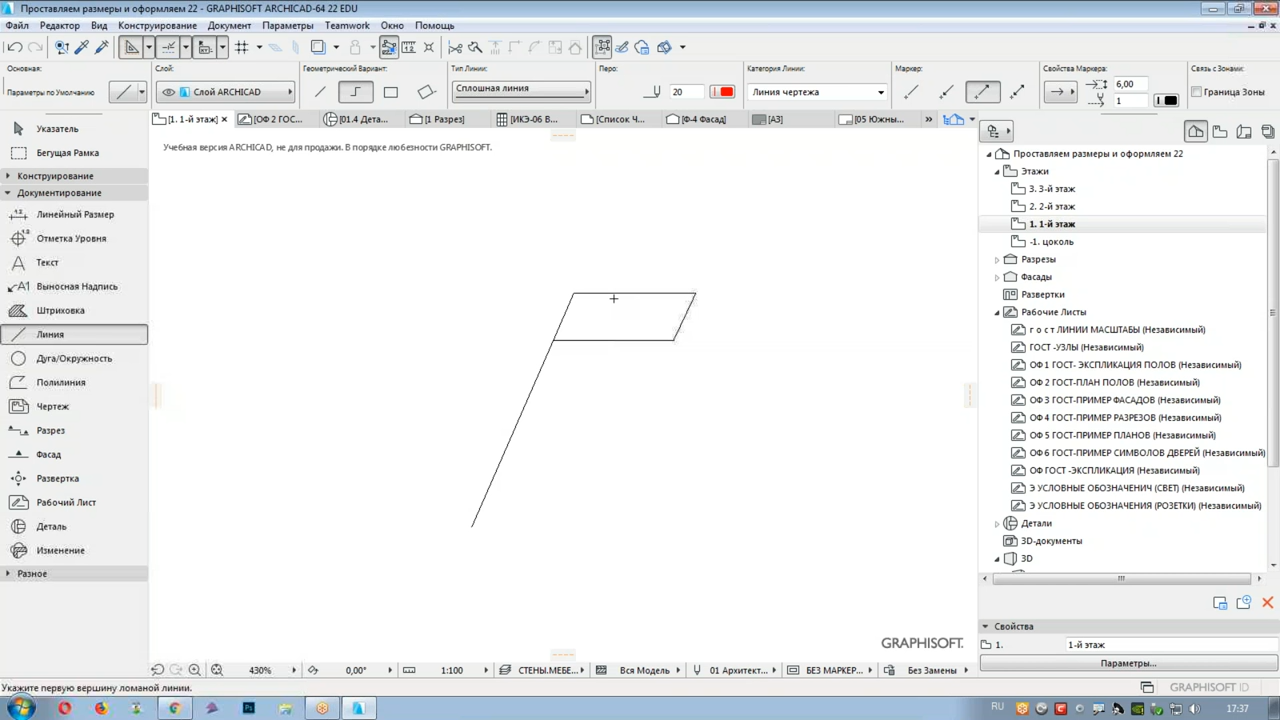 Проставляем размеры и оформляем 22 - GRAPHISOFT ARCHICAD-64 22 EDU
Файл Редактор Вид Конструирование Документ Параметры Teamwork Окно Помощь
Основная: Слой: Геометрический Вариант: Тип Линии: Перо: Категория Линии: Маркер: Свойства Маркера: Связь с Зонами:
Параметры по Умолчанию Слой ARCHICAD Сплошная линия 20 Линия чертежа 6,00 1 Граница Зоны
[1. 1-й этаж] [ОФ 2 ГОС... [01.4 Дета... [1 Разрез] [ИКЭ-06 В... [Список Ч... [Ф-4 Фасад] [A3] [05 Южны...
Учебная версия ARCHICAD, не для продажи. В порядке любезности GRAPHISOFT.
Указатель
Бегущая Рамка
Конструирование
Документирование
Линейный Размер
Отметка Уровня
Текст
Выносная Надпись
Штриховка
Линия
Дуга/Окружность
Полилиния
Чертеж
Разрез
Фасад
Развертка
Рабочий Лист
Деталь
Изменение
Разное
Проставляем размеры и оформляем 22
Этажи
3. 3-й этаж
2. 2-й этаж
1. 1-й этаж
-1. цоколь
Разрезы
Фасады
Развертки
Рабочие Листы
г о с т ЛИНИИ МАСШТАБЫ (Независимый)
ГОСТ -УЗЛЫ (Независимый)
ОФ 1 ГОСТ- ЭКСПЛИКАЦИЯ ПОЛОВ (Независимый)
ОФ 2 ГОСТ-ПЛАН ПОЛОВ (Независимый)
ОФ 3 ГОСТ-ПРИМЕР ФАСАДОВ (Независимый)
ОФ 4 ГОСТ-ПРИМЕР РАЗРЕЗОВ (Независимый)
ОФ 5 ГОСТ-ПРИМЕР ПЛАНОВ (Независимый)
ОФ 6 ГОСТ-ПРИМЕР СИМВОЛОВ ДВЕРЕЙ (Независимый)
ОФ ГОСТ -ЭКСПЛИКАЦИЯ (Независимый)
Э УСЛОВНЫЕ ОБОЗНАЧЕНИЧ (СВЕТ) (Независимый)
Э УСЛОВНЫЕ ОБОЗНАЧЕНИЯ (РОЗЕТКИ) (Независимый)
Детали
3D-документы
3D
Свойства
1. 1-й этаж
Параметры...
GRAPHISOFT.
430% 0,00° 1:100 СТЕНЫ.МЕБЕ... Вся Модель 01 Архитект... БЕЗ МАРКЕР... Без Замены
Укажите первую вершину ломаной линии.
GRAPHISOFT ID
RU 17:37